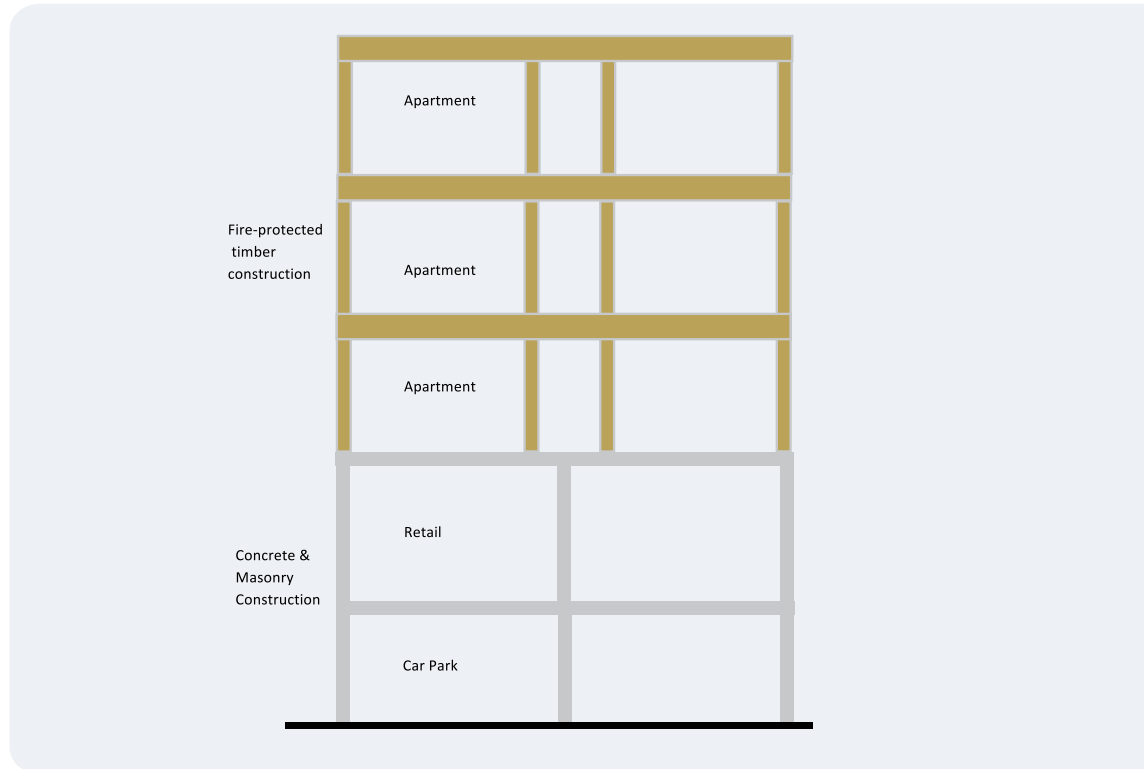 Apartment
Fire-protected
timber
construction
Apartment
Apartment
Retail
Concrete &
Masonry
Construction
Car Park